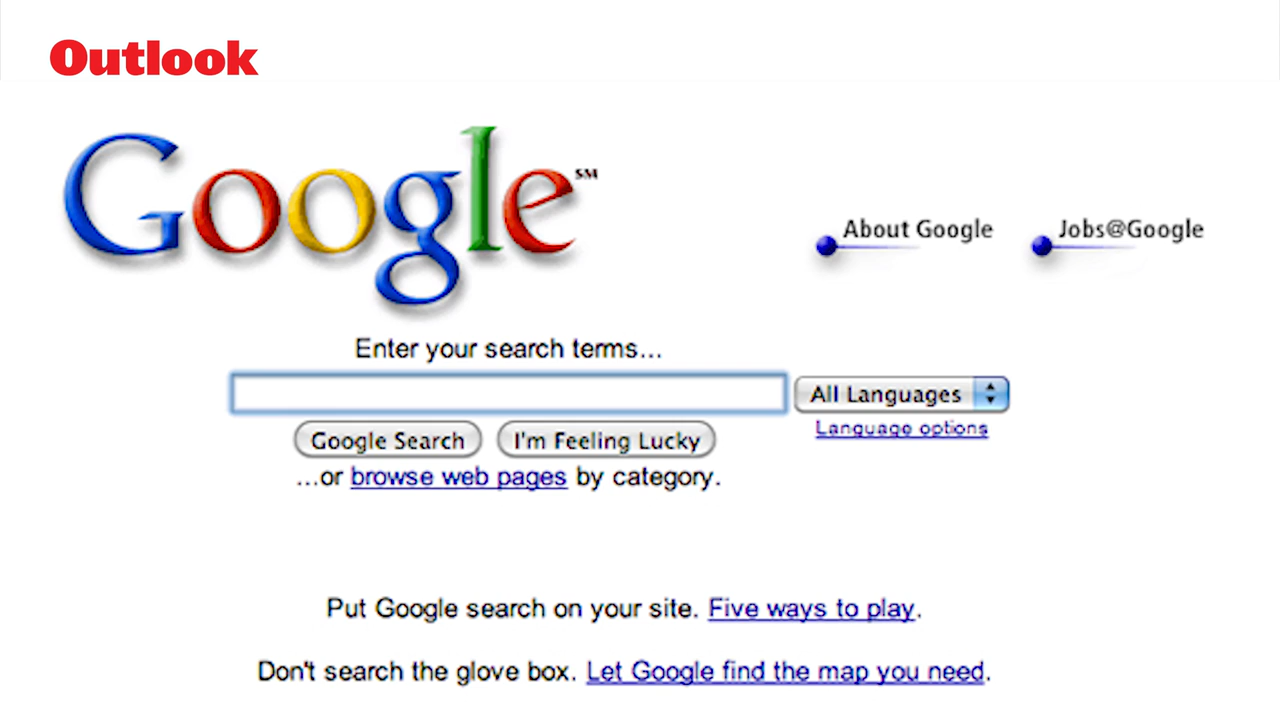 Outlook
Google℠
About Google
Jobs@Google
Enter your search terms...
All Languages
Language options
Google Search
I'm Feeling Lucky
...or browse web pages by category.
Put Google search on your site. Five ways to play.
Don't search the glove box. Let Google find the map you need.